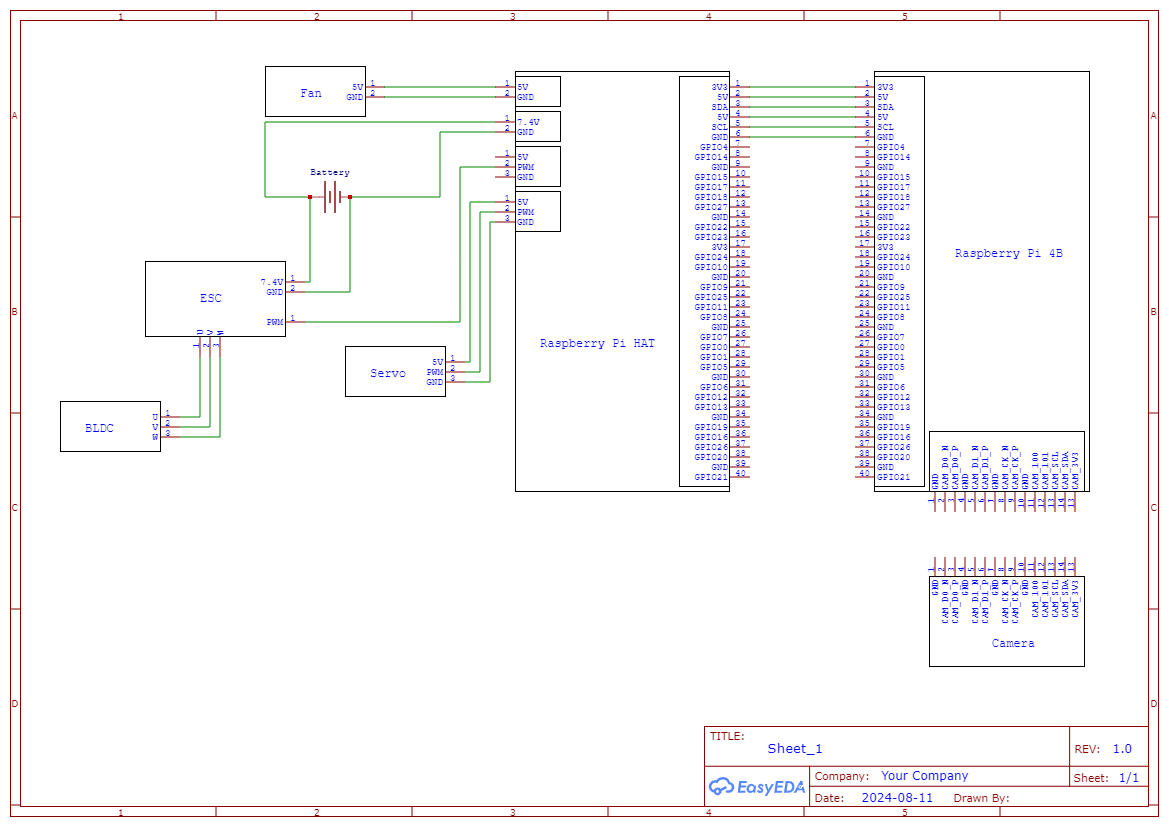 1 2 3 4 5
A
B
C
D
Fan
5V 1
GND 2
Battery
ESC
7.4V 1
GND 2
PWM 1
U 1
V 2
W 3
BLDC
U 1
V 2
W 3
Servo
5V 1
PWM 2
GND 3
1 5V
2 GND
1 7.4V
2 GND
1 5V
2 PWM
3 GND
1 5V
2 PWM
3 GND
Raspberry Pi HAT
3V3 1
5V 2
SDA 3
5V 4
SCL 5
GND 6
GPIO4 7
GPIO14 8
GND 9
GPIO15 10
GPIO17 11
GPIO18 12
GPIO27 13
GND 14
GPIO22 15
GPIO23 16
3V3 17
GPIO24 18
GPIO10 19
GND 20
GPIO9 21
GPIO25 22
GPIO11 23
GPIO8 24
GND 25
GPIO7 26
GPIO0 27
GPIO1 28
GPIO5 29
GND 30
GPIO6 31
GPIO12 32
GPIO13 33
GND 34
GPIO19 35
GPIO16 36
GPIO26 37
GPIO20 38
GND 39
GPIO21 40
1 3V3
2 5V
3 SDA
4 5V
5 SCL
6 GND
7 GPIO4
8 GPIO14
9 GND
10 GPIO15
11 GPIO17
12 GPIO18
13 GPIO27
14 GND
15 GPIO22
16 GPIO23
17 3V3
18 GPIO24
19 GPIO10
20 GND
21 GPIO9
22 GPIO25
23 GPIO11
24 GPIO8
25 GND
26 GPIO7
27 GPIO0
28 GPIO1
29 GPIO5
30 GND
31 GPIO6
32 GPIO12
33 GPIO13
34 GND
35 GPIO19
36 GPIO16
37 GPIO26
38 GPIO20
39 GND
40 GPIO21
Raspberry Pi 4B
1 GND
2 CAM_D0_N
3 CAM_D0_P
4 GND
5 CAM_D1_N
6 CAM_D1_P
7 GND
8 CAM_CK_N
9 CAM_CK_P
10 GND
11 CAM_IO0
12 CAM_IO1
13 CAM_SCL
14 CAM_SDA
15 CAM_3V3
1 GND
2 CAM_D0_N
3 CAM_D0_P
4 GND
5 CAM_D1_N
6 CAM_D1_P
7 GND
8 CAM_CK_N
9 CAM_CK_P
10 GND
11 CAM_IO0
12 CAM_IO1
13 CAM_SCL
14 CAM_SDA
15 CAM_3V3
Camera
A
B
C
D
TITLE:
Sheet_1
REV: 1.0
EasyEDA
Company: Your Company
Sheet: 1/1
Date: 2024-08-11 Drawn By:
1 2 3 4 5